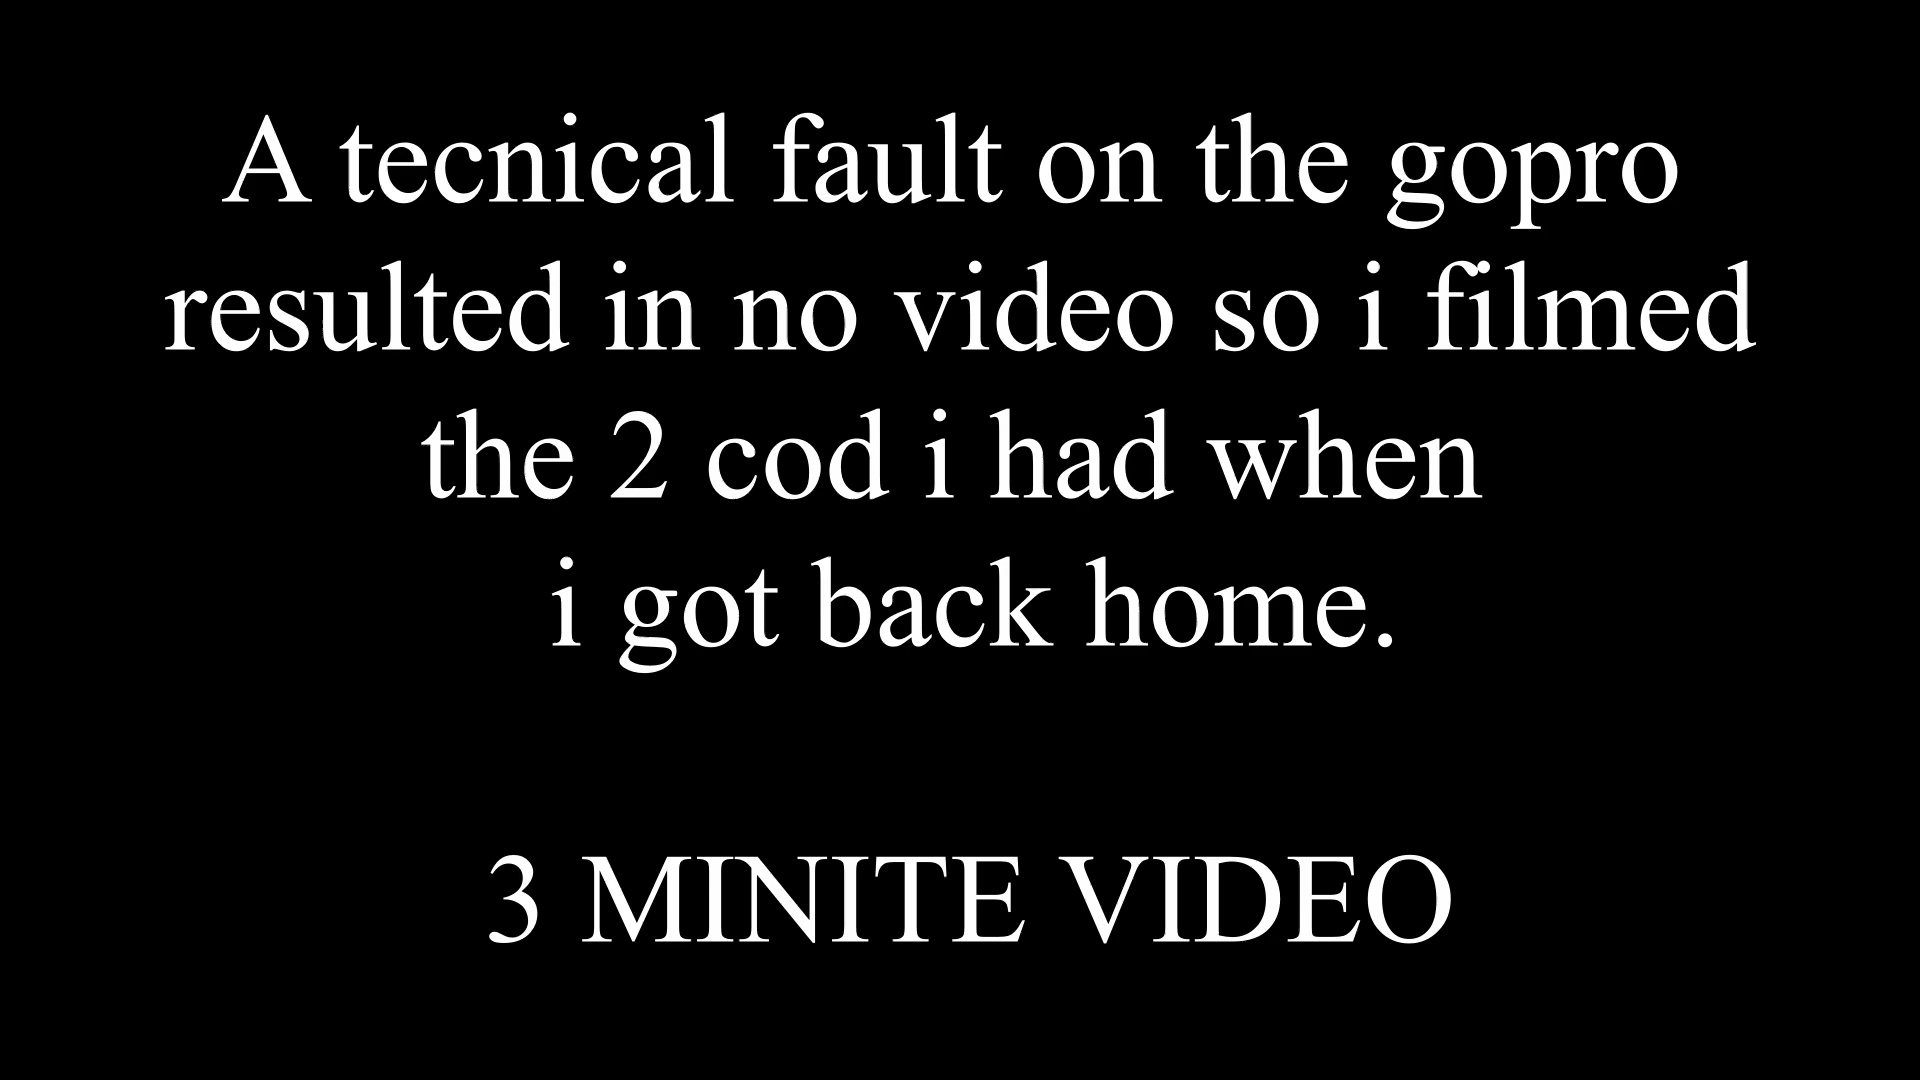 A tecnical fault on the gopro
resulted in no video so i filmed
the 2 cod i had when
i got back home.
3 MINITE VIDEO